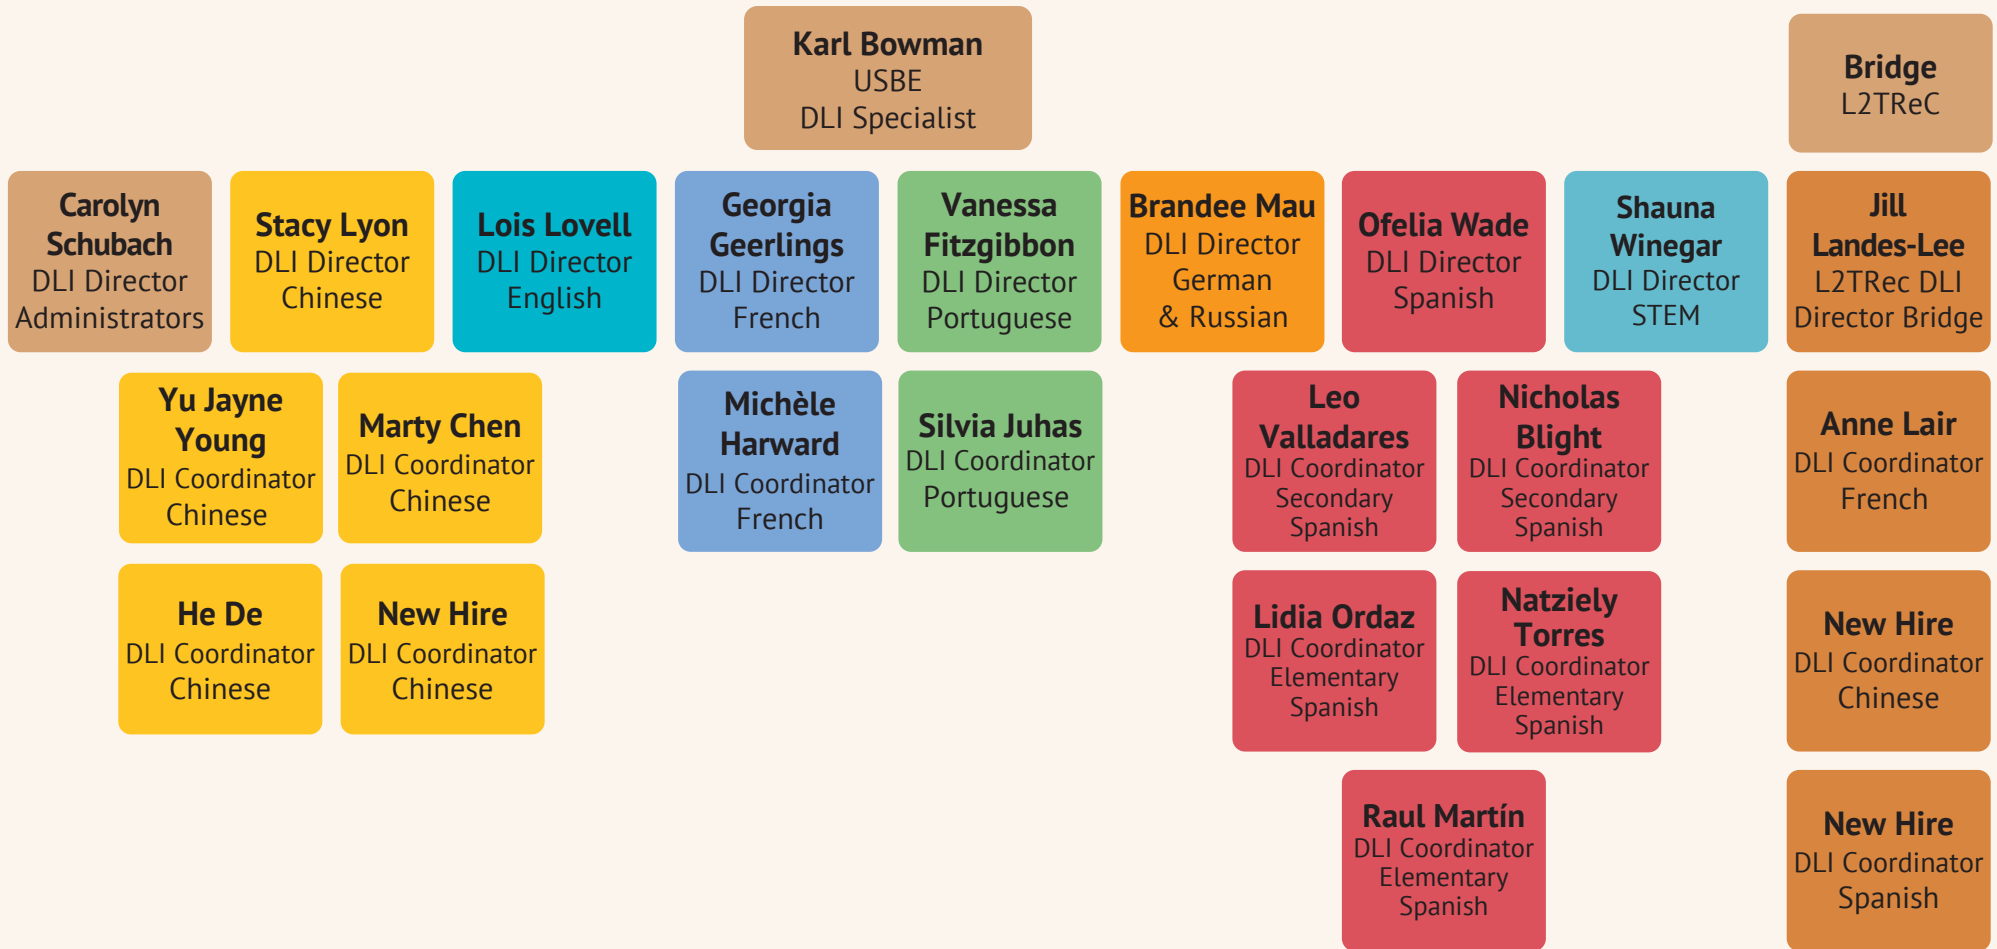 Karl Bowman
USBE
DLI Specialist
Bridge
L2TReC
Carolyn
Schubach
DLI Director
Administrators
Stacy Lyon
DLI Director
Chinese
Lois Lovell
DLI Director
English
Georgia
Geerlings
DLI Director
French
Vanessa
Fitzgibbon
DLI Director
Portuguese
Brandee Mau
DLI Director
German
& Russian
Ofelia Wade
DLI Director
Spanish
Shauna
Winegar
DLI Director
STEM
Jill
Landes-Lee
L2TRec DLI
Director Bridge
Yu Jayne
Young
DLI Coordinator
Chinese
Marty Chen
DLI Coordinator
Chinese
Michèle
Harward
DLI Coordinator
French
Silvia Juhas
DLI Coordinator
Portuguese
Leo
Valladares
DLI Coordinator
Secondary
Spanish
Nicholas
Blight
DLI Coordinator
Secondary
Spanish
Anne Lair
DLI Coordinator
French
He De
DLI Coordinator
Chinese
New Hire
DLI Coordinator
Chinese
Lidia Ordaz
DLI Coordinator
Elementary
Spanish
Natziely
Torres
DLI Coordinator
Elementary
Spanish
New Hire
DLI Coordinator
Chinese
Raul Martín
DLI Coordinator
Elementary
Spanish
New Hire
DLI Coordinator
Spanish